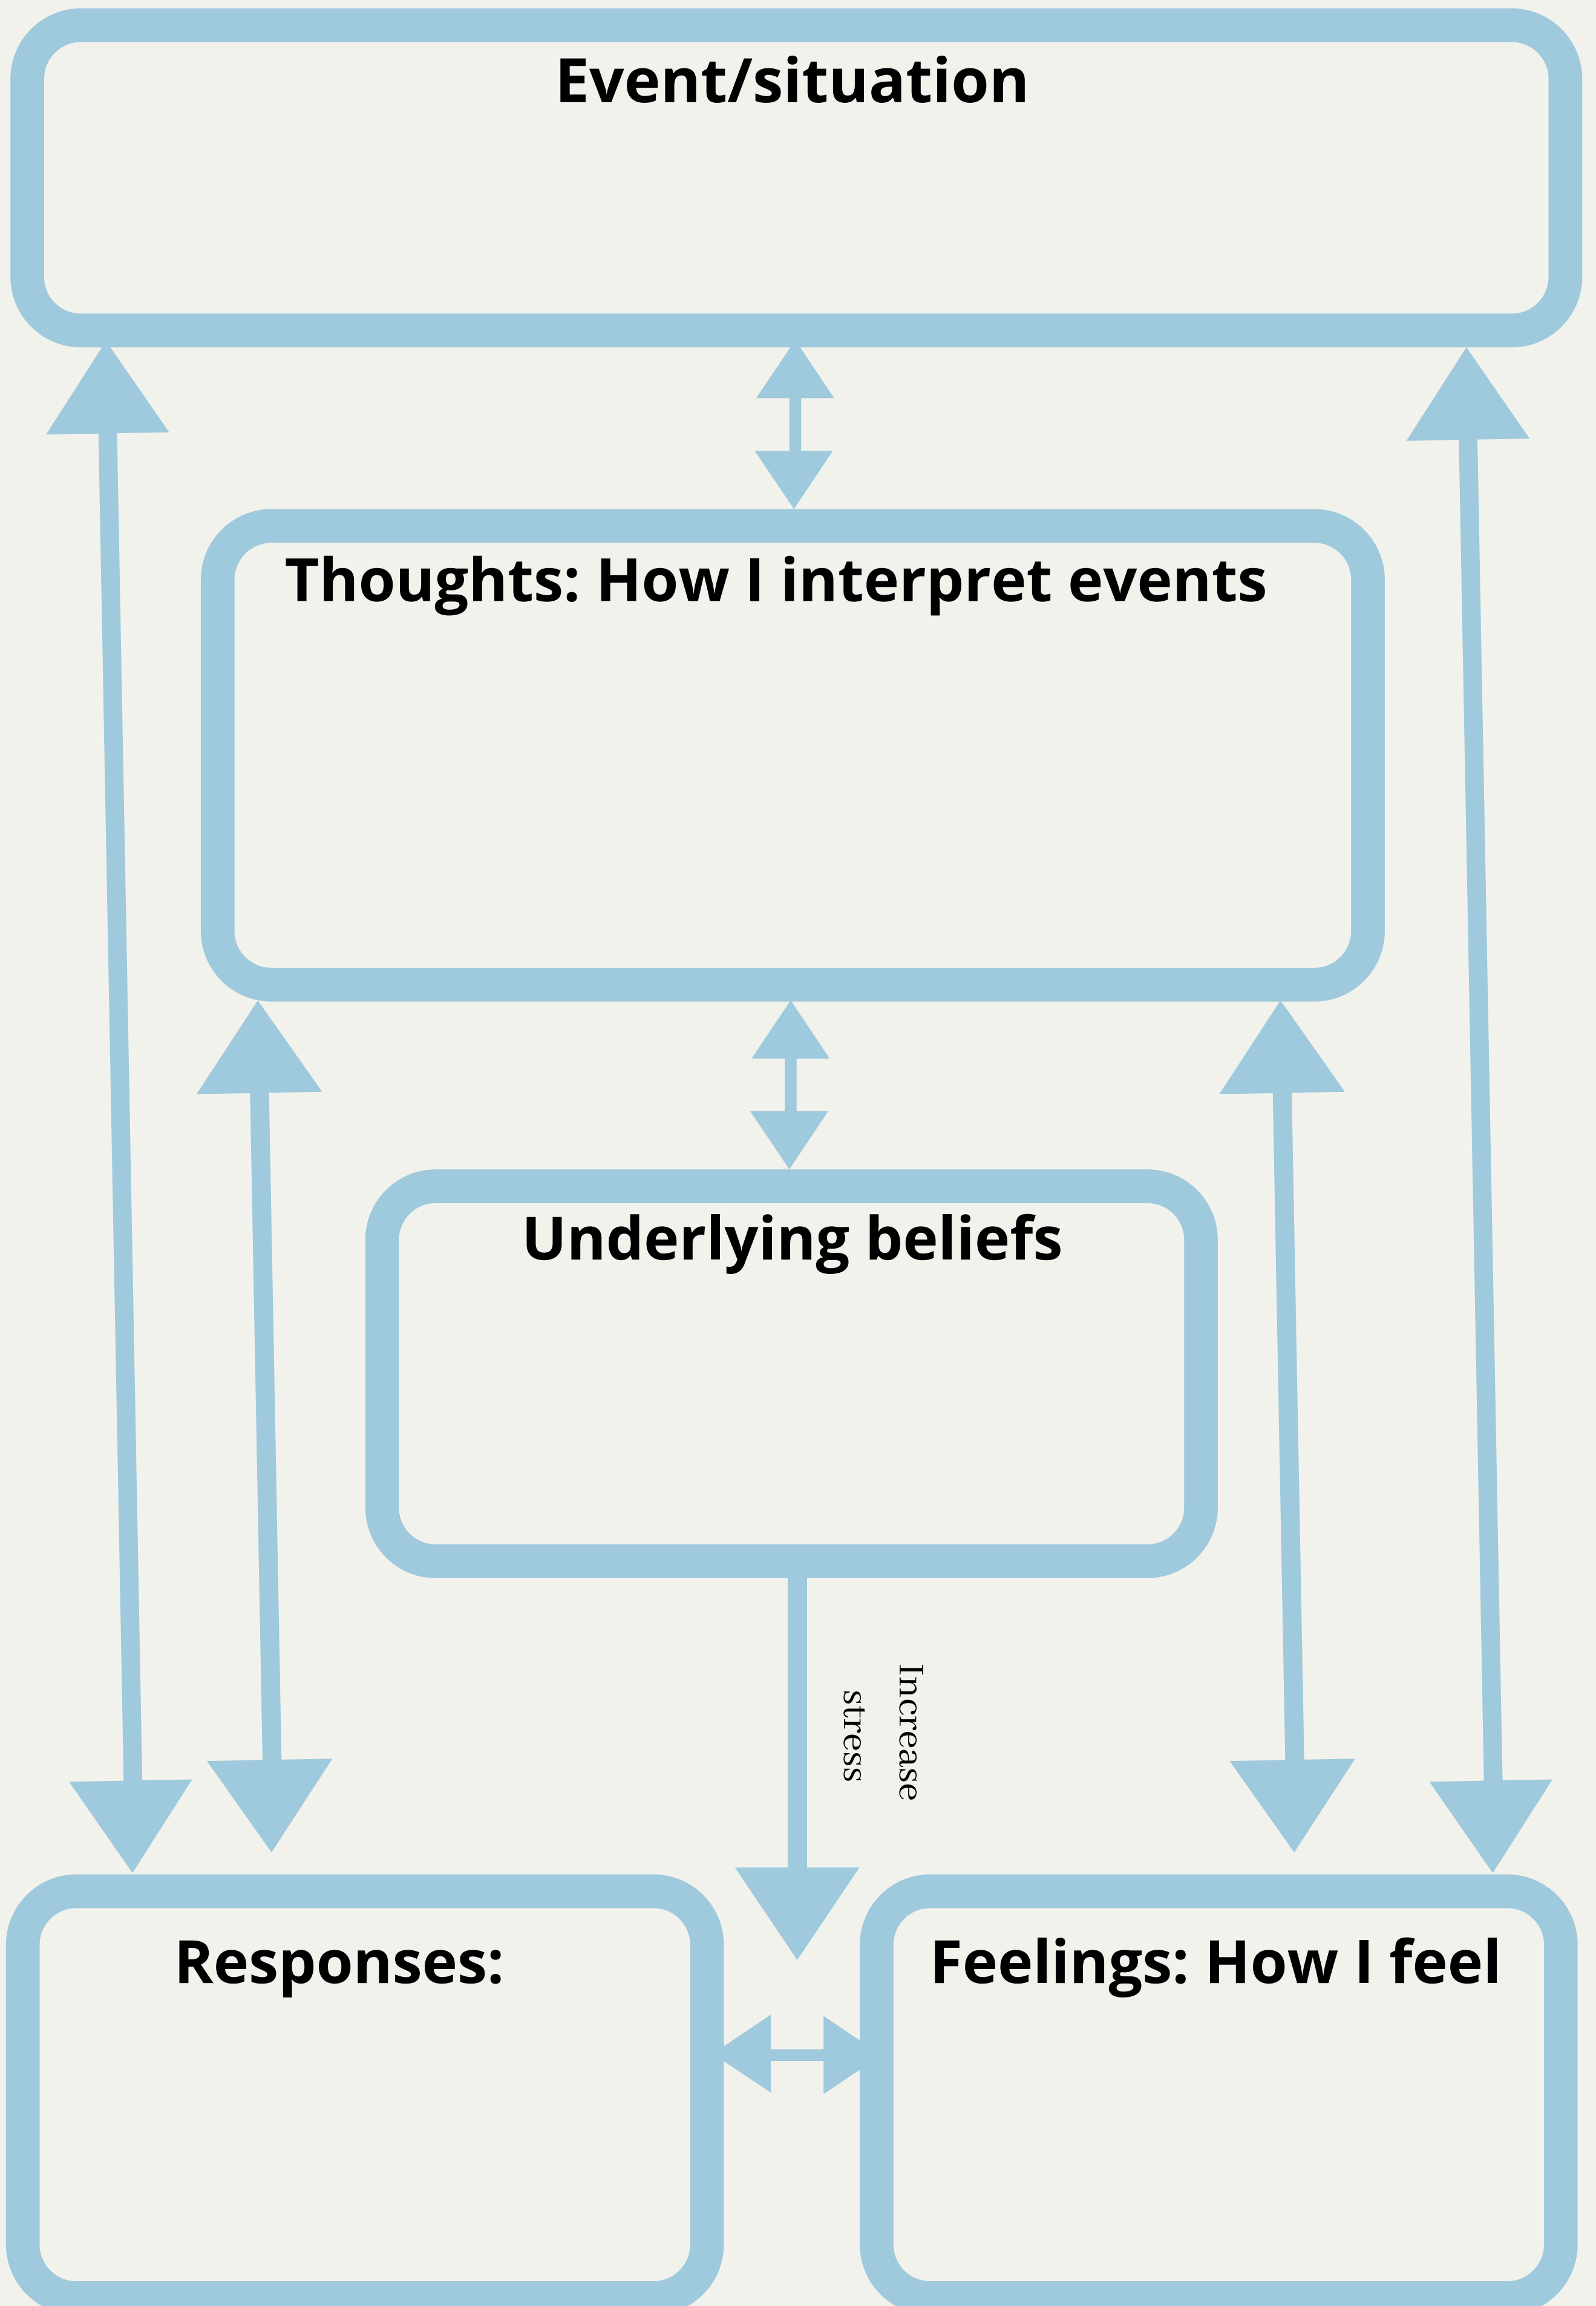 Event/situation
Thoughts: How I interpret events
Underlying beliefs
Increase
stress
Responses:
Feelings: How I feel